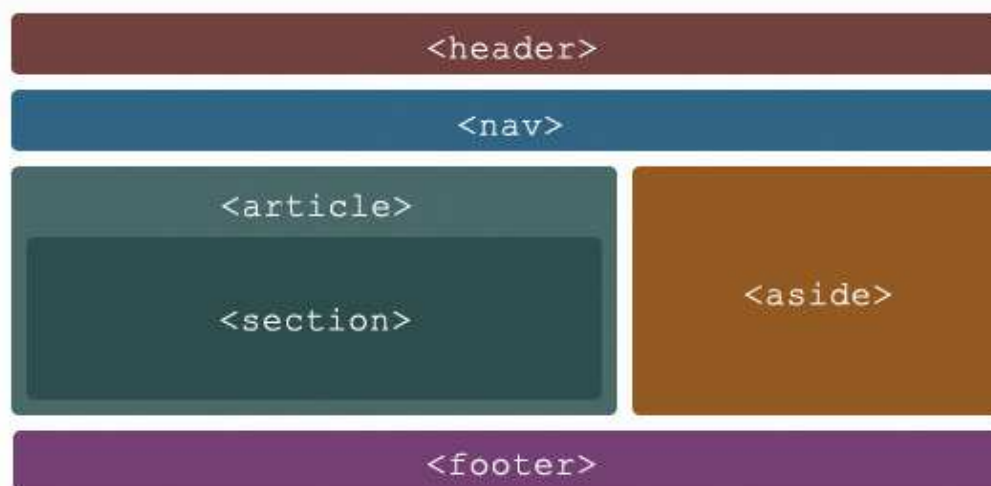 <header>
<nav>
<article>
<section>
<aside>
<footer>